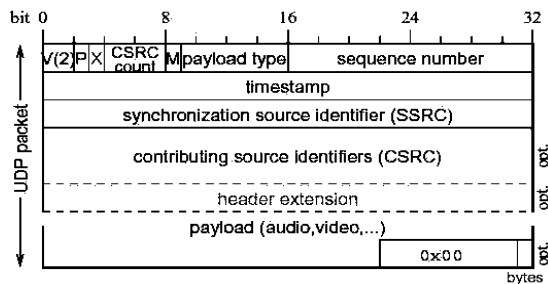 bit 0 8 16 24 32
V(2) P X CSRC count M payload type sequence number
timestamp
synchronization source identifier (SSRC)
contributing source identifiers (CSRC) opt.
header extension opt.
payload (audio,video,...)
0x00 opt.
bytes
UDP packet